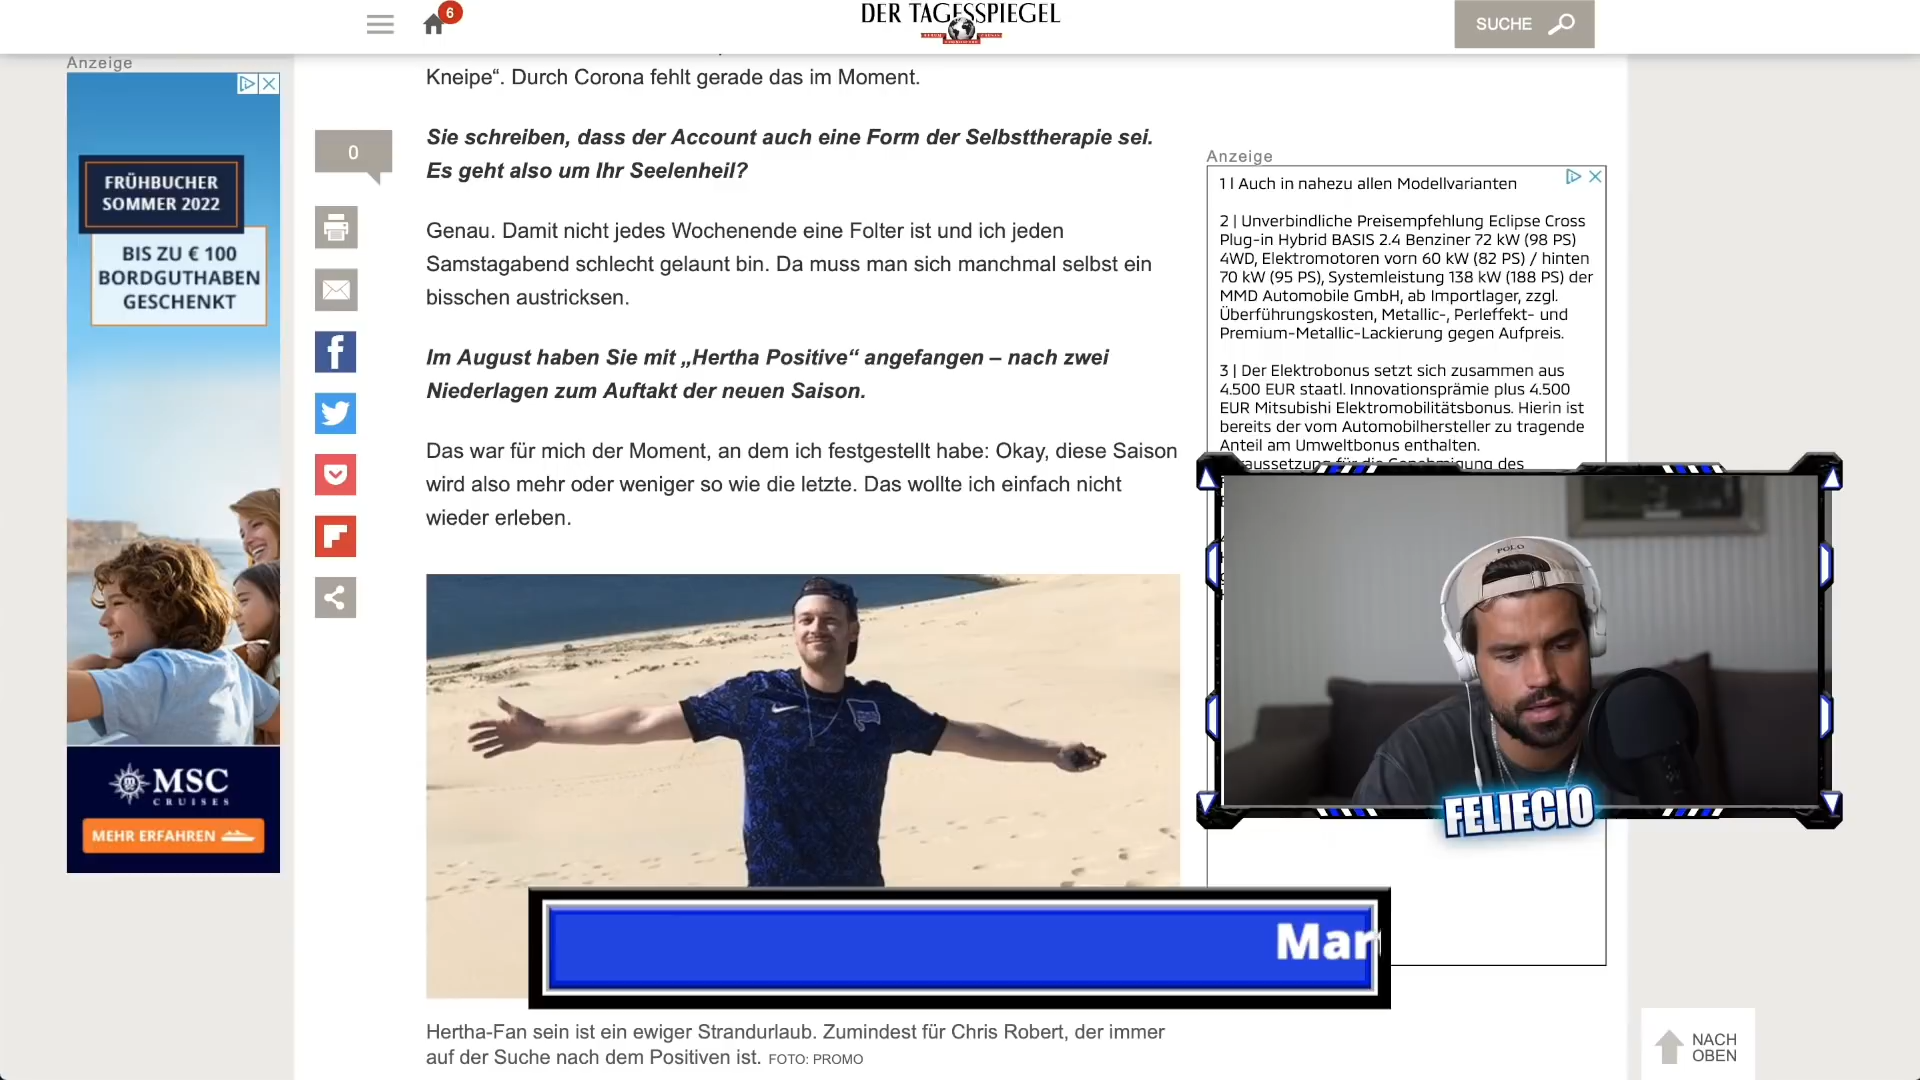 6
DER TAGESSPIEGEL
SUCHE
Anzeige
FRÜHBUCHER
SOMMER 2022
BIS ZU € 100
BORDGUTHABEN
GESCHENKT
MSC
CRUISES
MEHR ERFAHREN
0
Kneipe“. Durch Corona fehlt gerade das im Moment.
Sie schreiben, dass der Account auch eine Form der Selbsttherapie sei.
Es geht also um Ihr Seelenheil?
Genau. Damit nicht jedes Wochenende eine Folter ist und ich jeden
Samstagabend schlecht gelaunt bin. Da muss man sich manchmal selbst ein
bisschen austricksen.
Im August haben Sie mit „Hertha Positive“ angefangen – nach zwei
Niederlagen zum Auftakt der neuen Saison.
Das war für mich der Moment, an dem ich festgestellt habe: Okay, diese Saison
wird also mehr oder weniger so wie die letzte. Das wollte ich einfach nicht
wieder erleben.
Hertha-Fan sein ist ein ewiger Strandurlaub. Zumindest für Chris Robert, der immer
auf der Suche nach dem Positiven ist. FOTO: PROMO
Anzeige
1 l Auch in nahezu allen Modellvarianten
2 | Unverbindliche Preisempfehlung Eclipse Cross
Plug-in Hybrid BASIS 2.4 Benziner 72 kW (98 PS)
4WD, Elektromotoren vorn 60 kW (82 PS) / hinten
70 kW (95 PS), Systemleistung 138 kW (188 PS) der
MMD Automobile GmbH, ab Importlager, zzgl.
Überführungskosten, Metallic-, Perleffekt- und
Premium-Metallic-Lackierung gegen Aufpreis.
3 | Der Elektrobonus setzt sich zusammen aus
4.500 EUR staatl. Innovationsprämie plus 4.500
EUR Mitsubishi Elektromobilitätsbonus. Hierin ist
bereits der vom Automobilhersteller zu tragende
Anteil am Umweltbonus enthalten.
POLO
FELIECIO
Mar
NACH
OBEN